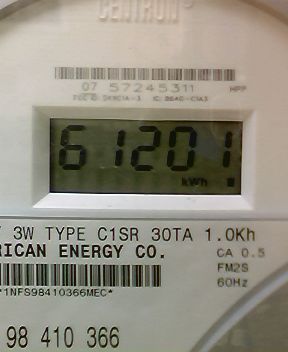 CENTRON
07 57245311 HPP
61201
kWh
3W TYPE C1SR 30TA 1.0Kh
RICAN ENERGY CO.
CA 0.5
FM2S
60Hz
*1NFS98410366MEC*
98 410 366